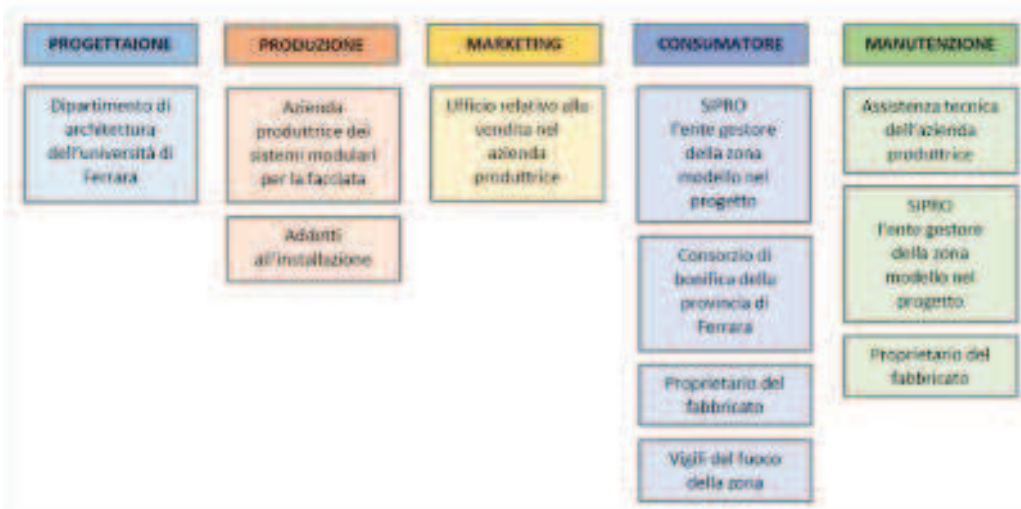 PROGETTAIONE
Dipartimento di
architettura
dell'università di
Ferrara
PRODUZIONE
Azienda
produttrice dei
sistemi modulari
per la facciata
Addetti
all'installazione
MARKETING
Ufficio relativo alla
vendita nel
azienda
produttrice
CONSUMATORE
SIPRO
l'ente gestore
della zona
modello nel
progetto
Consorzio di
bonifica della
provincia di
Ferrara
Proprietario del
fabbricato
Vigili del fuoco
della zona
MANUTENZIONE
Assistenza tecnica
dell'azienda
produttrice
SIPRO
l'ente gestore
della zona
modello nel
progetto
Proprietario del
fabbricato